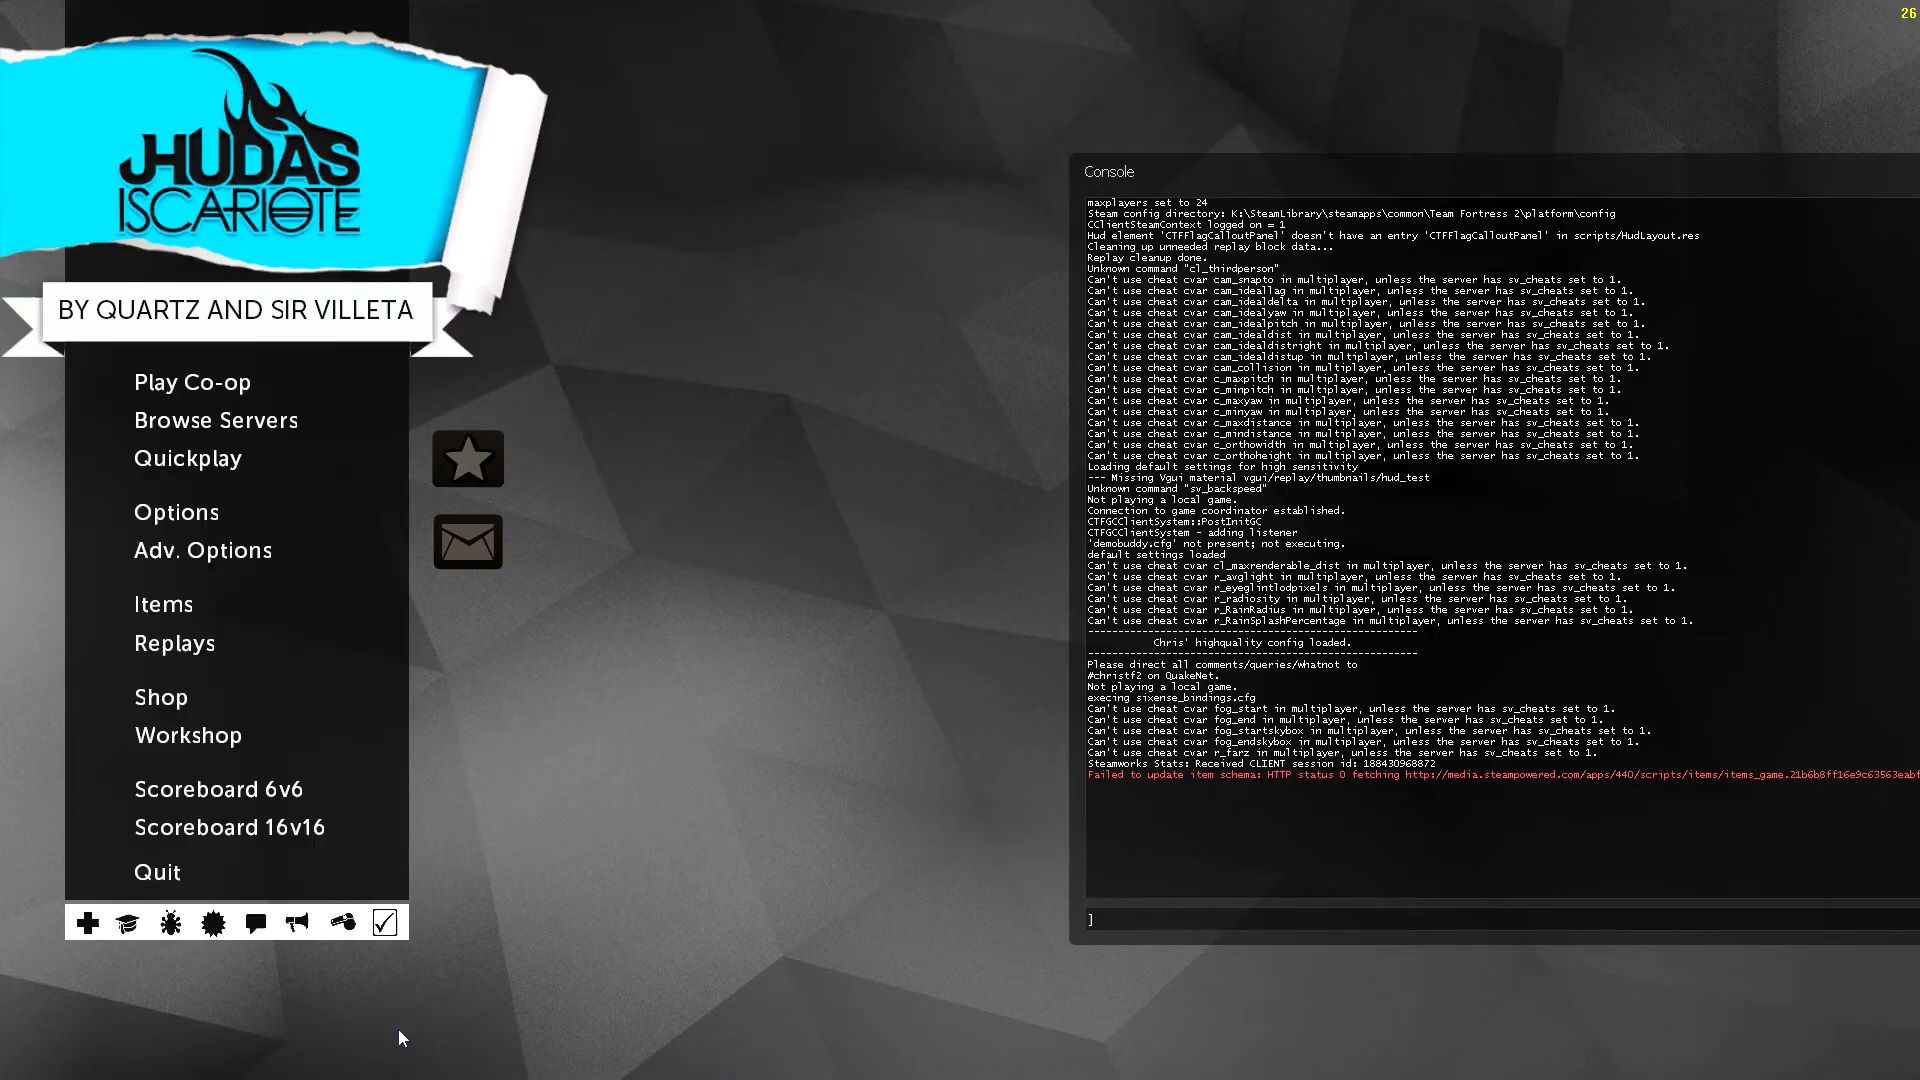 26
JHUDAS
ISCARIOTE
BY QUARTZ AND SIR VILLETA
Play Co-op
Browse Servers
Quickplay
Options
Adv. Options
Items
Replays
Shop
Workshop
Scoreboard 6v6
Scoreboard 16v16
Quit
Console
maxplayers set to 24
Steam config directory: K:\SteamLibrary\steamapps\common\Team Fortress 2\platform\config
CClientSteamContext logged on = 1
Hud element 'CTFFlagCalloutPanel' doesn't have an entry 'CTFFlagCalloutPanel' in scripts/HudLayout.res
Cleaning up unneeded replay block data...
Replay cleanup done.
Unknown command "cl_thirdperson"
Can't use cheat cvar cam_snapto in multiplayer, unless the server has sv_cheats set to 1.
Can't use cheat cvar cam_ideallag in multiplayer, unless the server has sv_cheats set to 1.
Can't use cheat cvar cam_idealdelta in multiplayer, unless the server has sv_cheats set to 1.
Can't use cheat cvar cam_idealyaw in multiplayer, unless the server has sv_cheats set to 1.
Can't use cheat cvar cam_idealpitch in multiplayer, unless the server has sv_cheats set to 1.
Can't use cheat cvar cam_idealdist in multiplayer, unless the server has sv_cheats set to 1.
Can't use cheat cvar cam_idealdistright in multiplayer, unless the server has sv_cheats set to 1.
Can't use cheat cvar cam_idealdistup in multiplayer, unless the server has sv_cheats set to 1.
Can't use cheat cvar cam_collision in multiplayer, unless the server has sv_cheats set to 1.
Can't use cheat cvar c_maxpitch in multiplayer, unless the server has sv_cheats set to 1.
Can't use cheat cvar c_minpitch in multiplayer, unless the server has sv_cheats set to 1.
Can't use cheat cvar c_maxyaw in multiplayer, unless the server has sv_cheats set to 1.
Can't use cheat cvar c_minyaw in multiplayer, unless the server has sv_cheats set to 1.
Can't use cheat cvar c_maxdistance in multiplayer, unless the server has sv_cheats set to 1.
Can't use cheat cvar c_mindistance in multiplayer, unless the server has sv_cheats set to 1.
Can't use cheat cvar c_orthowidth in multiplayer, unless the server has sv_cheats set to 1.
Can't use cheat cvar c_orthoheight in multiplayer, unless the server has sv_cheats set to 1.
Loading default settings for high sensitivity
--- Missing Vgui material vgui/replay/thumbnails/hud_test
Unknown command "sv_backspeed"
Not playing a local game.
Connection to game coordinator established.
CTFGCClientSystem::PostInitGC
CTFGCClientSystem - adding listener
'demobuddy.cfg' not present; not executing.
default settings loaded
Can't use cheat cvar cl_maxrenderable_dist in multiplayer, unless the server has sv_cheats set to 1.
Can't use cheat cvar r_avglight in multiplayer, unless the server has sv_cheats set to 1.
Can't use cheat cvar r_eyeglintlodpixels in multiplayer, unless the server has sv_cheats set to 1.
Can't use cheat cvar r_radiosity in multiplayer, unless the server has sv_cheats set to 1.
Can't use cheat cvar r_RainRadius in multiplayer, unless the server has sv_cheats set to 1.
Can't use cheat cvar r_RainSplashPercentage in multiplayer, unless the server has sv_cheats set to 1.
-------------------------------------------------------
Chris' highquality config loaded.
-------------------------------------------------------
Please direct all comments/queries/whatnot to
#christf2 on QuakeNet.
Not playing a local game.
execing sixense_bindings.cfg
Can't use cheat cvar fog_start in multiplayer, unless the server has sv_cheats set to 1.
Can't use cheat cvar fog_end in multiplayer, unless the server has sv_cheats set to 1.
Can't use cheat cvar fog_startskybox in multiplayer, unless the server has sv_cheats set to 1.
Can't use cheat cvar fog_endskybox in multiplayer, unless the server has sv_cheats set to 1.
Can't use cheat cvar r_farz in multiplayer, unless the server has sv_cheats set to 1.
Steamworks Stats: Received CLIENT session id: 188430968872
Failed to update item schema: HTTP status 0 fetching http://media.steampowered.com/apps/440/scripts/items/items_game.21b6b8ff16e9c63563eabf
]